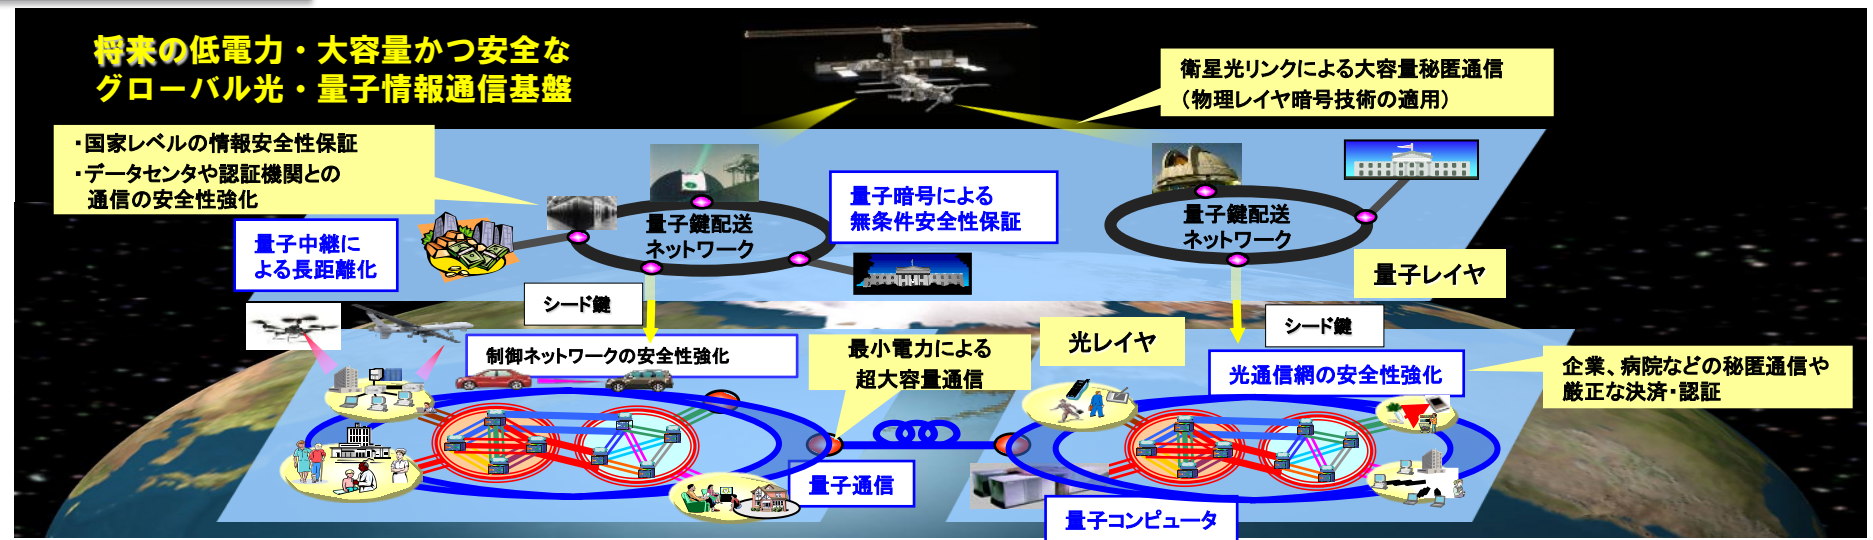 将来の低電力・大容量かつ安全な
グローバル光・量子情報通信基盤
衛星光リンクによる大容量秘匿通信
(物理レイヤ暗号技術の適用)
・国家レベルの情報安全性保証
・データセンタや認証機関との
通信の安全性強化
量子中継に
よる長距離化
量子鍵配送
ネットワーク
量子暗号による
無条件安全性保証
量子鍵配送
ネットワーク
量子レイヤ
シード鍵
シード鍵
制御ネットワークの安全性強化
最小電力による
超大容量通信
光レイヤ
光通信網の安全性強化
企業、病院などの秘匿通信や
厳正な決済・認証
量子通信
量子コンピュータ